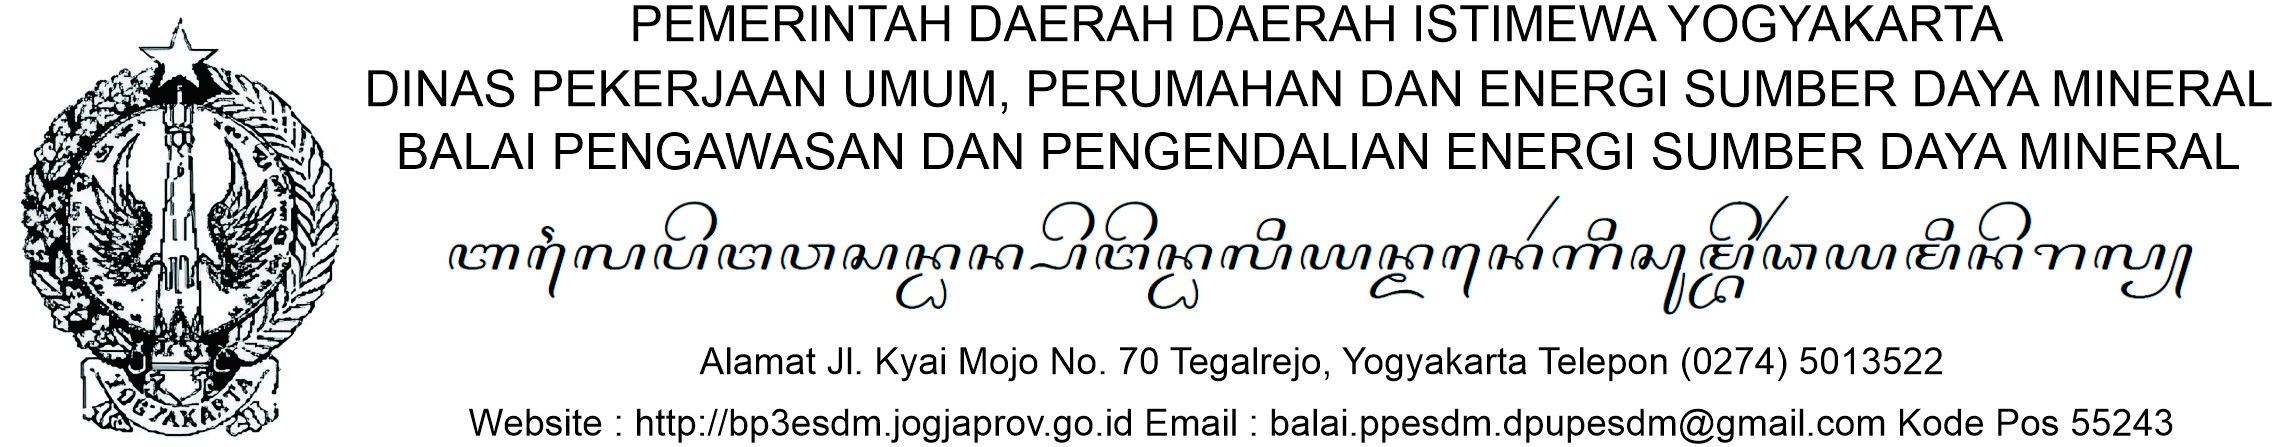 PEMERINTAH DAERAH DAERAH ISTIMEWA YOGYAKARTA
DINAS PEKERJAAN UMUM, PERUMAHAN DAN ENERGI SUMBER DAYA MINERAL
BALAI PENGAWASAN DAN PENGENDALIAN ENERGI SUMBER DAYA MINERAL
Alamat Jl. Kyai Mojo No. 70 Tegalrejo, Yogyakarta Telepon (0274) 5013522
Website : http://bp3esdm.jogjaprov.go.id Email : balai.ppesdm.dpupesdm@gmail.com Kode Pos 55243
YOGYAKARTA